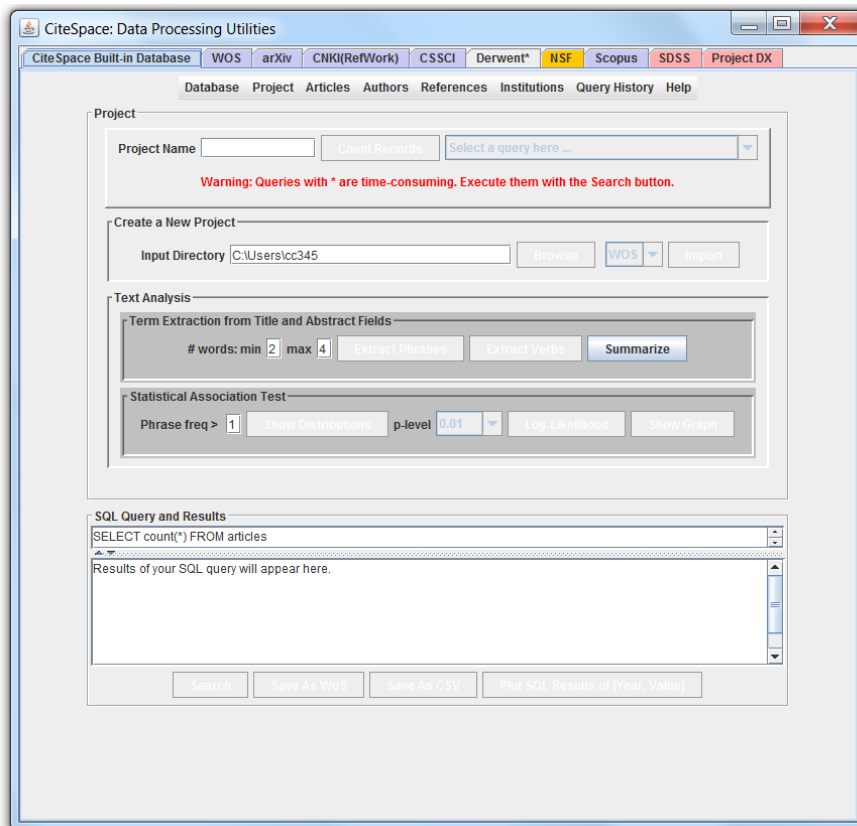 CiteSpace: Data Processing Utilities
CiteSpace Built-in Database WOS arXiv CNKI(RefWork) CSSCI Derwent* NSF Scopus SDSS Project DX
Database Project Articles Authors References Institutions Query History Help
Project
Project Name Count Records Select a query here ...
Warning: Queries with * are time-consuming. Execute them with the Search button.
Create a New Project
Input Directory C:\Users\cc345 Browse WOS Import
Text Analysis
Term Extraction from Title and Abstract Fields
# words: min 2 max 4 Extract Phrases Extract Verbs Summarize
Statistical Association Test
Phrase freq > 1 Show Distributions p-level 0.01 Log-Likelihood Show Graph
SQL Query and Results
SELECT count(*) FROM articles
Results of your SQL query will appear here.
Search Save As WoS Save As CSV Plot SQL Results of [Year, Value]